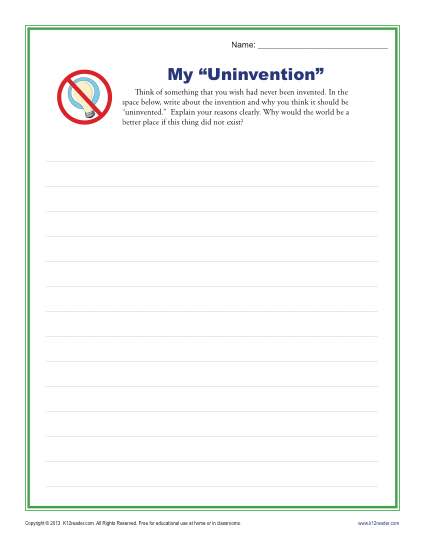 Name:
My “Uninvention”
Think of something that you wish had never been invented. In the
space below, write about the invention and why you think it should be
“uninvented.” Explain your reasons clearly. Why would the world be a
better place if this thing did not exist?
Copyright © 2013 K12reader.com. All Rights Reserved. Free for educational use at home or in classrooms. www.k12reader.com